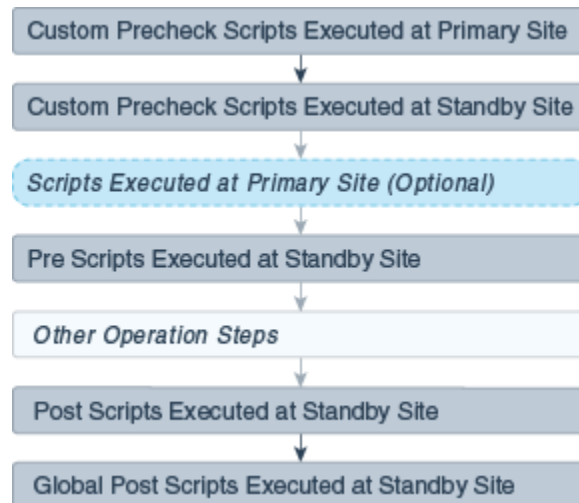 Custom Precheck Scripts Executed at Primary Site
Custom Precheck Scripts Executed at Standby Site
Scripts Executed at Primary Site (Optional)
Pre Scripts Executed at Standby Site
Other Operation Steps
Post Scripts Executed at Standby Site
Global Post Scripts Executed at Standby Site